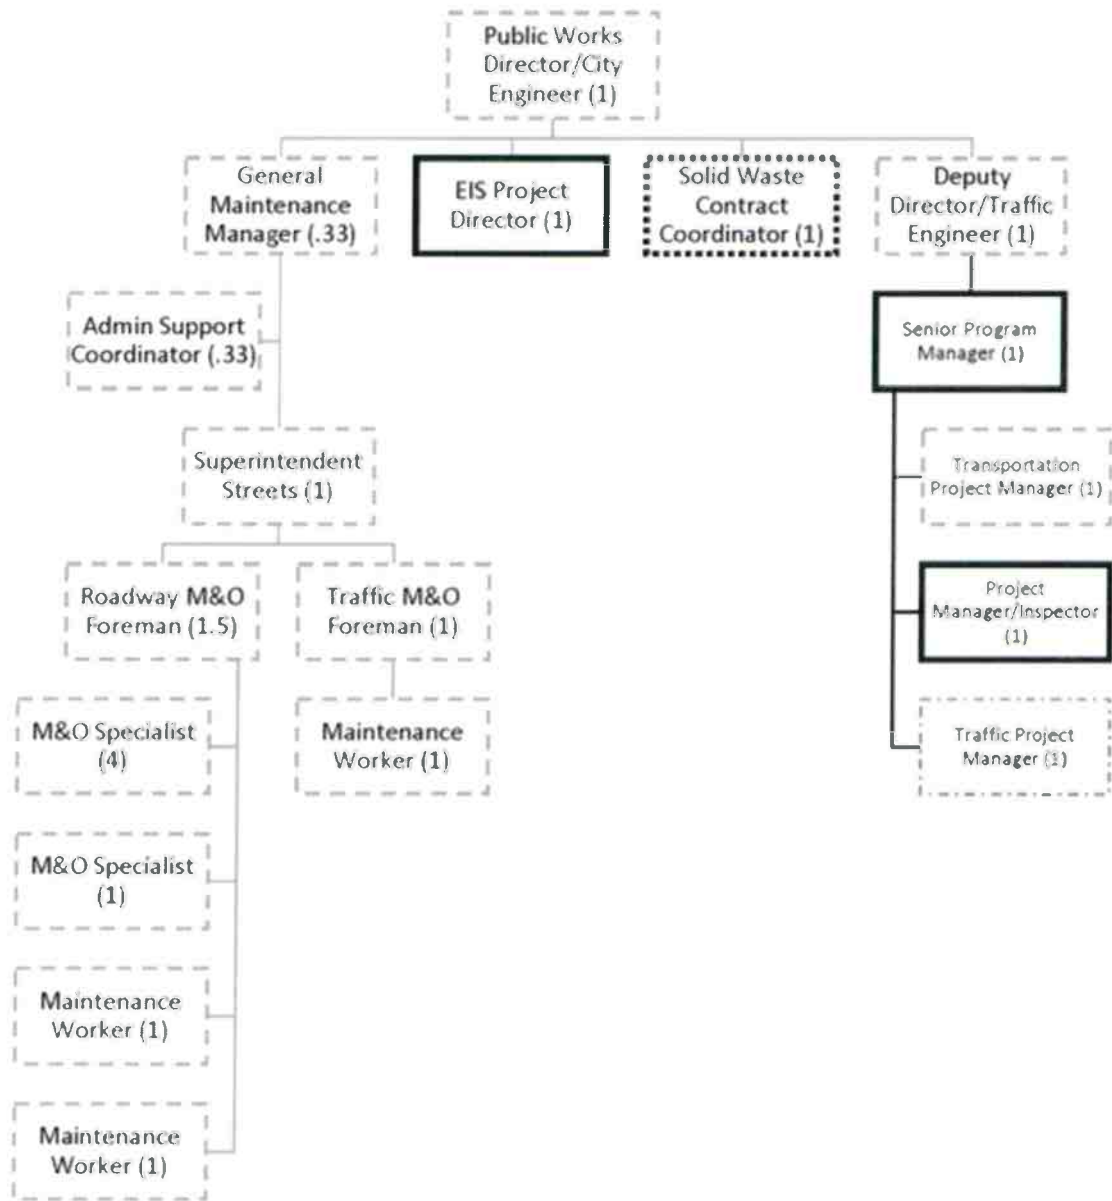 Public Works
Director/City
Engineer (1)
General
Maintenance
Manager (.33)
EIS Project
Director (1)
Solid Waste
Contract
Coordinator (1)
Deputy
Director/Traffic
Engineer (1)
Admin Support
Coordinator (.33)
Senior Program
Manager (1)
Superintendent
Streets (1)
Transportation
Project Manager (1)
Roadway M&O
Foreman (1.5)
Traffic M&O
Foreman (1)
Project
Manager/Inspector
(1)
M&O Specialist
(4)
Maintenance
Worker (1)
Traffic Project
Manager (1)
M&O Specialist
(1)
Maintenance
Worker (1)
Maintenance
Worker (1)